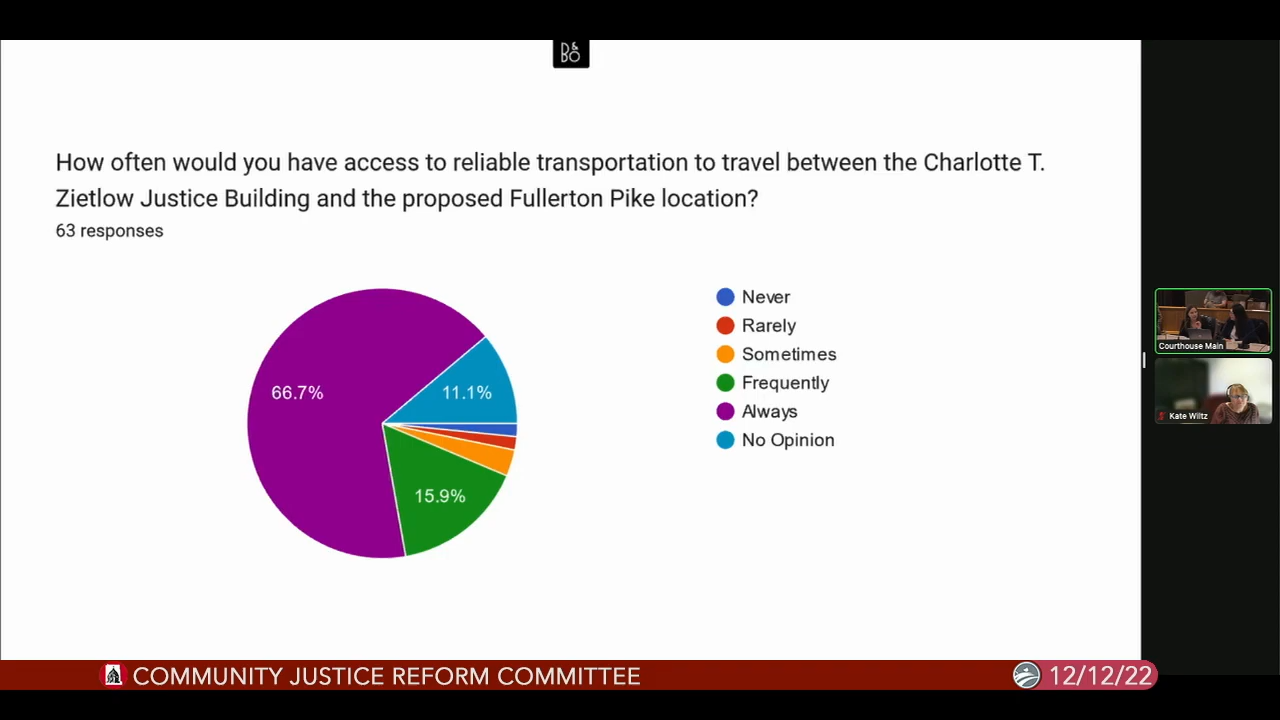 D&
BO
How often would you have access to reliable transportation to travel between the Charlotte T.
Zietlow Justice Building and the proposed Fullerton Pike location?
63 responses
66.7%
11.1%
15.9%
Never
Rarely
Sometimes
Frequently
Always
No Opinion
Courthouse Main
Kate Wiltz
COMMUNITY JUSTICE REFORM COMMITTEE
12/12/22